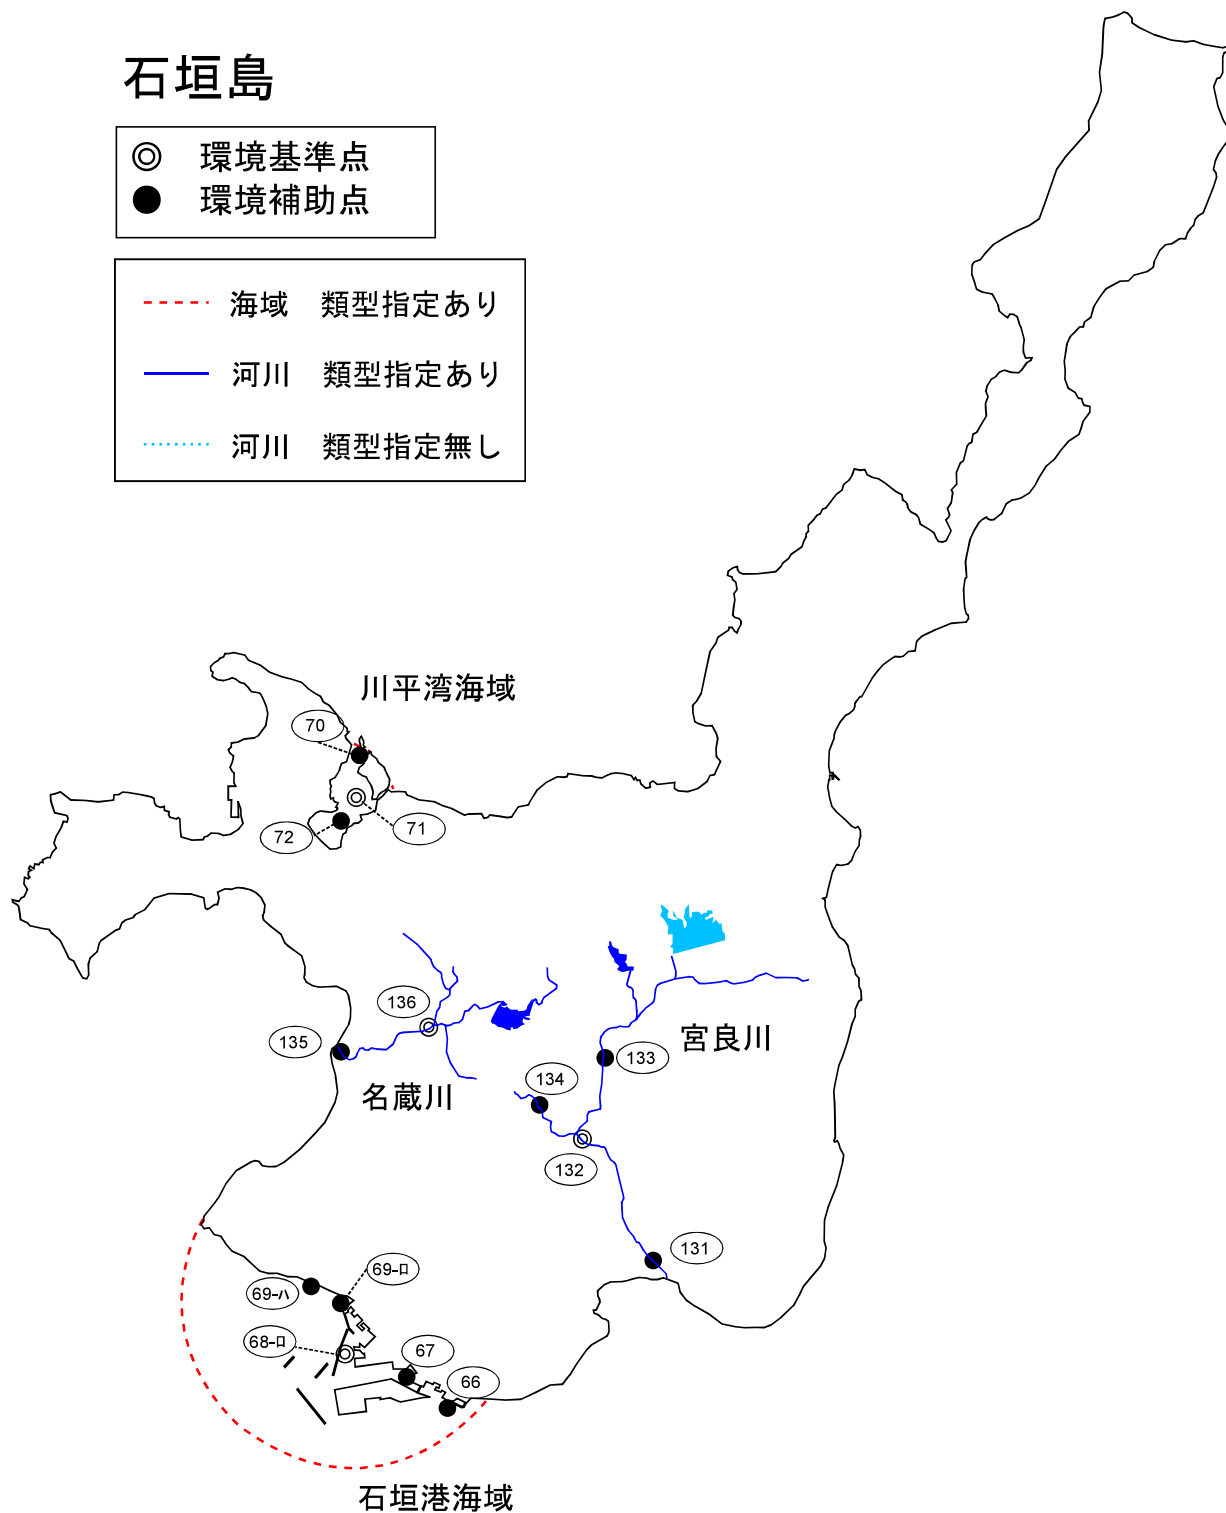 石垣島
環境基準点
環境補助点
海域　類型指定あり
河川　類型指定あり
河川　類型指定無し
川平湾海域
70
71
72
136
135
名蔵川
宮良川
133
134
132
131
69-ロ
69-ハ
68-ロ
67
66
石垣港海域